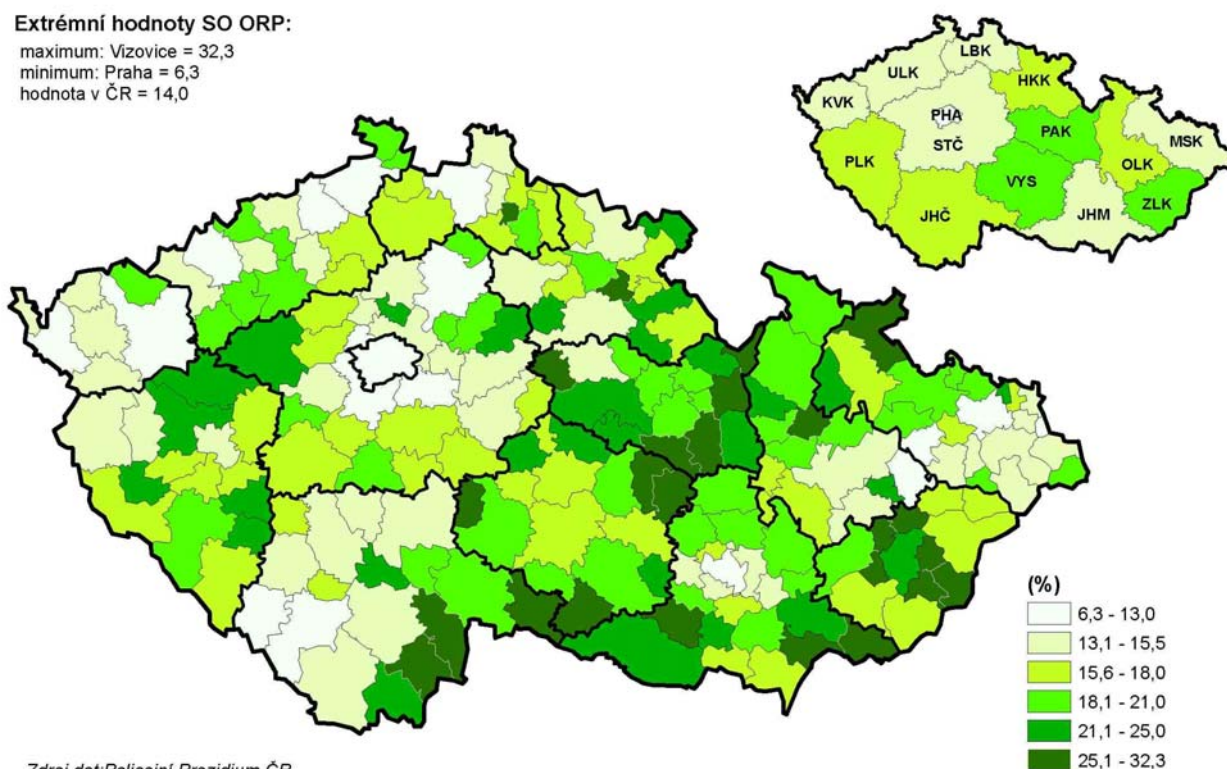 Extrémní hodnoty SO ORP:
maximum: Vizovice = 32,3
minimum: Praha = 6,3
hodnota v ČR = 14,0
LBK
ULK
HKK
KVK
PHA
PAK
STČ
MSK
PLK
OLK
VYS
ZLK
JHČ
JHM
(%)
6,3 - 13,0
13,1 - 15,5
15,6 - 18,0
18,1 - 21,0
21,1 - 25,0
25,1 - 32,3
Zdroj dat:Policejní Prezidium ČR